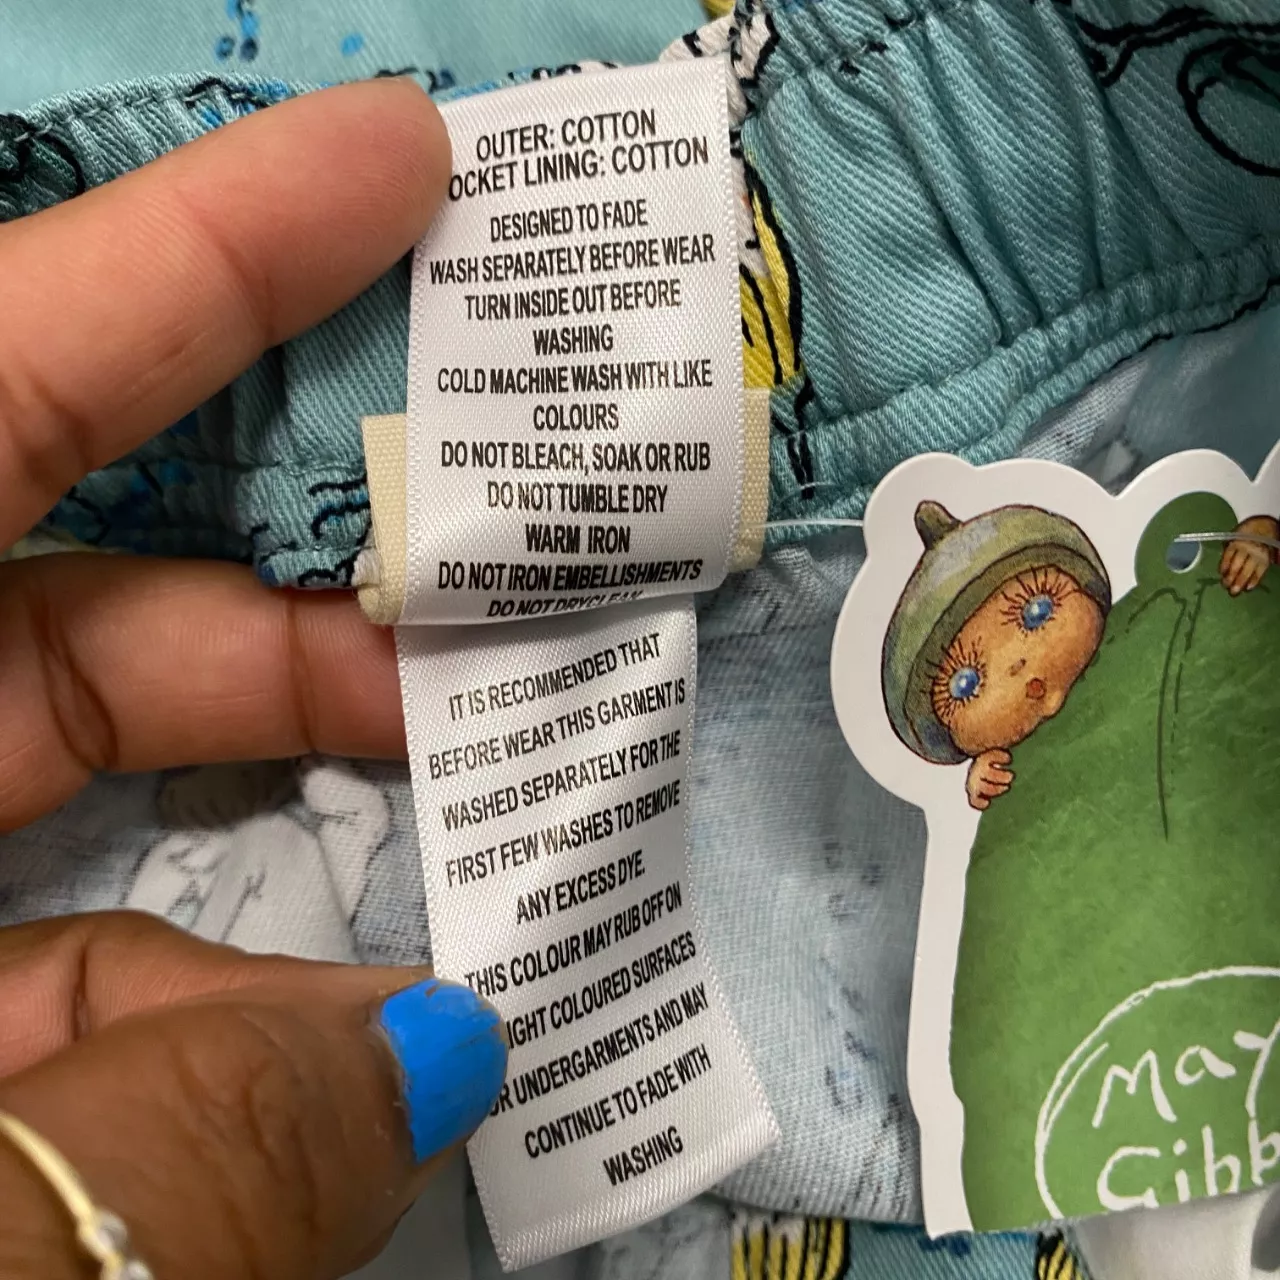 OUTER: COTTON
OCKET LINING: COTTON
DESIGNED TO FADE
WASH SEPARATELY BEFORE WEAR
TURN INSIDE OUT BEFORE
WASHING
COLD MACHINE WASH WITH LIKE
COLOURS
DO NOT BLEACH, SOAK OR RUB
DO NOT TUMBLE DRY
WARM IRON
DO NOT IRON EMBELLISHMENTS
DO NOT DRYCLEAN
IT IS RECOMMENDED THAT
BEFORE WEAR THIS GARMENT IS
WASHED SEPARATELY FOR THE
FIRST FEW WASHES TO REMOVE
ANY EXCESS DYE.
THIS COLOUR MAY RUB OFF ON
IGHT COLOURED SURFACES
OR UNDERGARMENTS AND MAY
CONTINUE TO FADE WITH
WASHING
May
Gibb